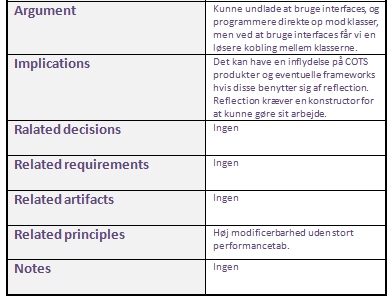 Argument
Kunne undlade at bruge interfaces, og
programmere direkte op mod klasser,
men ved at bruge interfaces får vi en
løsere kobling mellem klasserne.
Implications
Det kan have en inflydelse på COTS
produkter og eventuelle frameworks
hvis disse benytter sig af reflection.
Reflection kræver en konstructor for
at kunne gøre sit arbejde.
Ralated decisions
Ingen
Related requirements
Ingen
Related artifacts
Ingen
Related principles
Høj modificerbarhed uden stort
performancetab.
Notes
Ingen